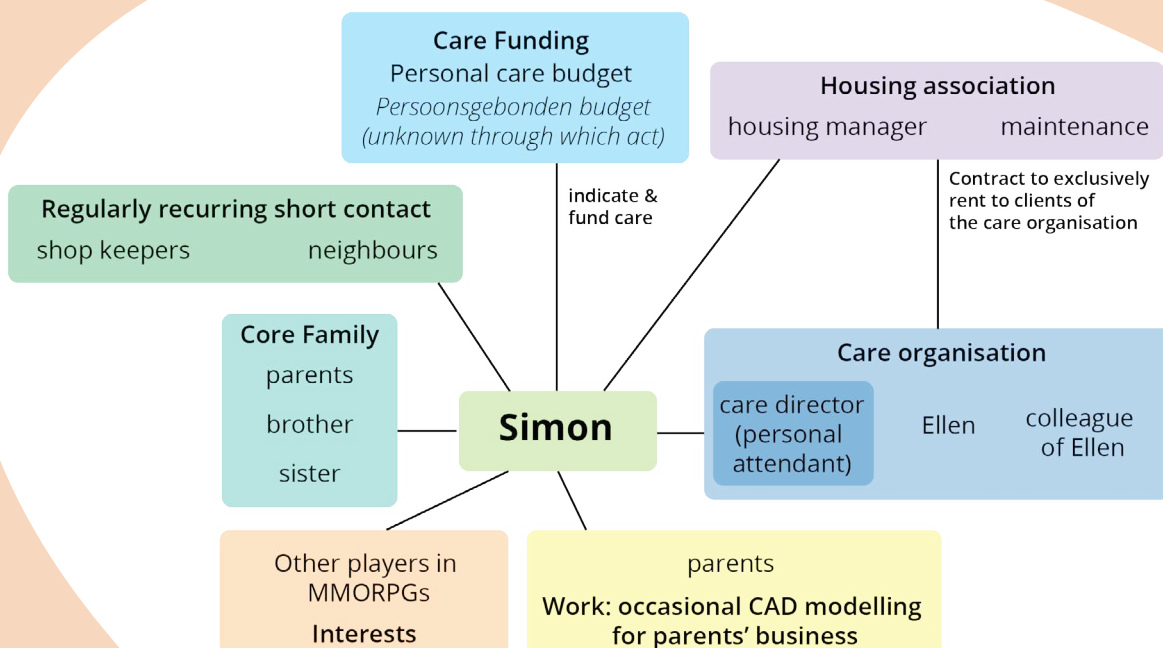 Care Funding
Personal care budget
Persoonsgebonden budget
(unknown through which act)
Housing association
housing manager maintenance
indicate &
fund care
Contract to exclusively
rent to clients of
the care organisation
Regularly recurring short contact
shop keepers neighbours
Core Family
parents
brother
sister
Simon
Care organisation
care director
(personal
attendant)
Ellen
colleague
of Ellen
Other players in
MMORPGs
Interests
parents
Work: occasional CAD modelling
for parents’ business